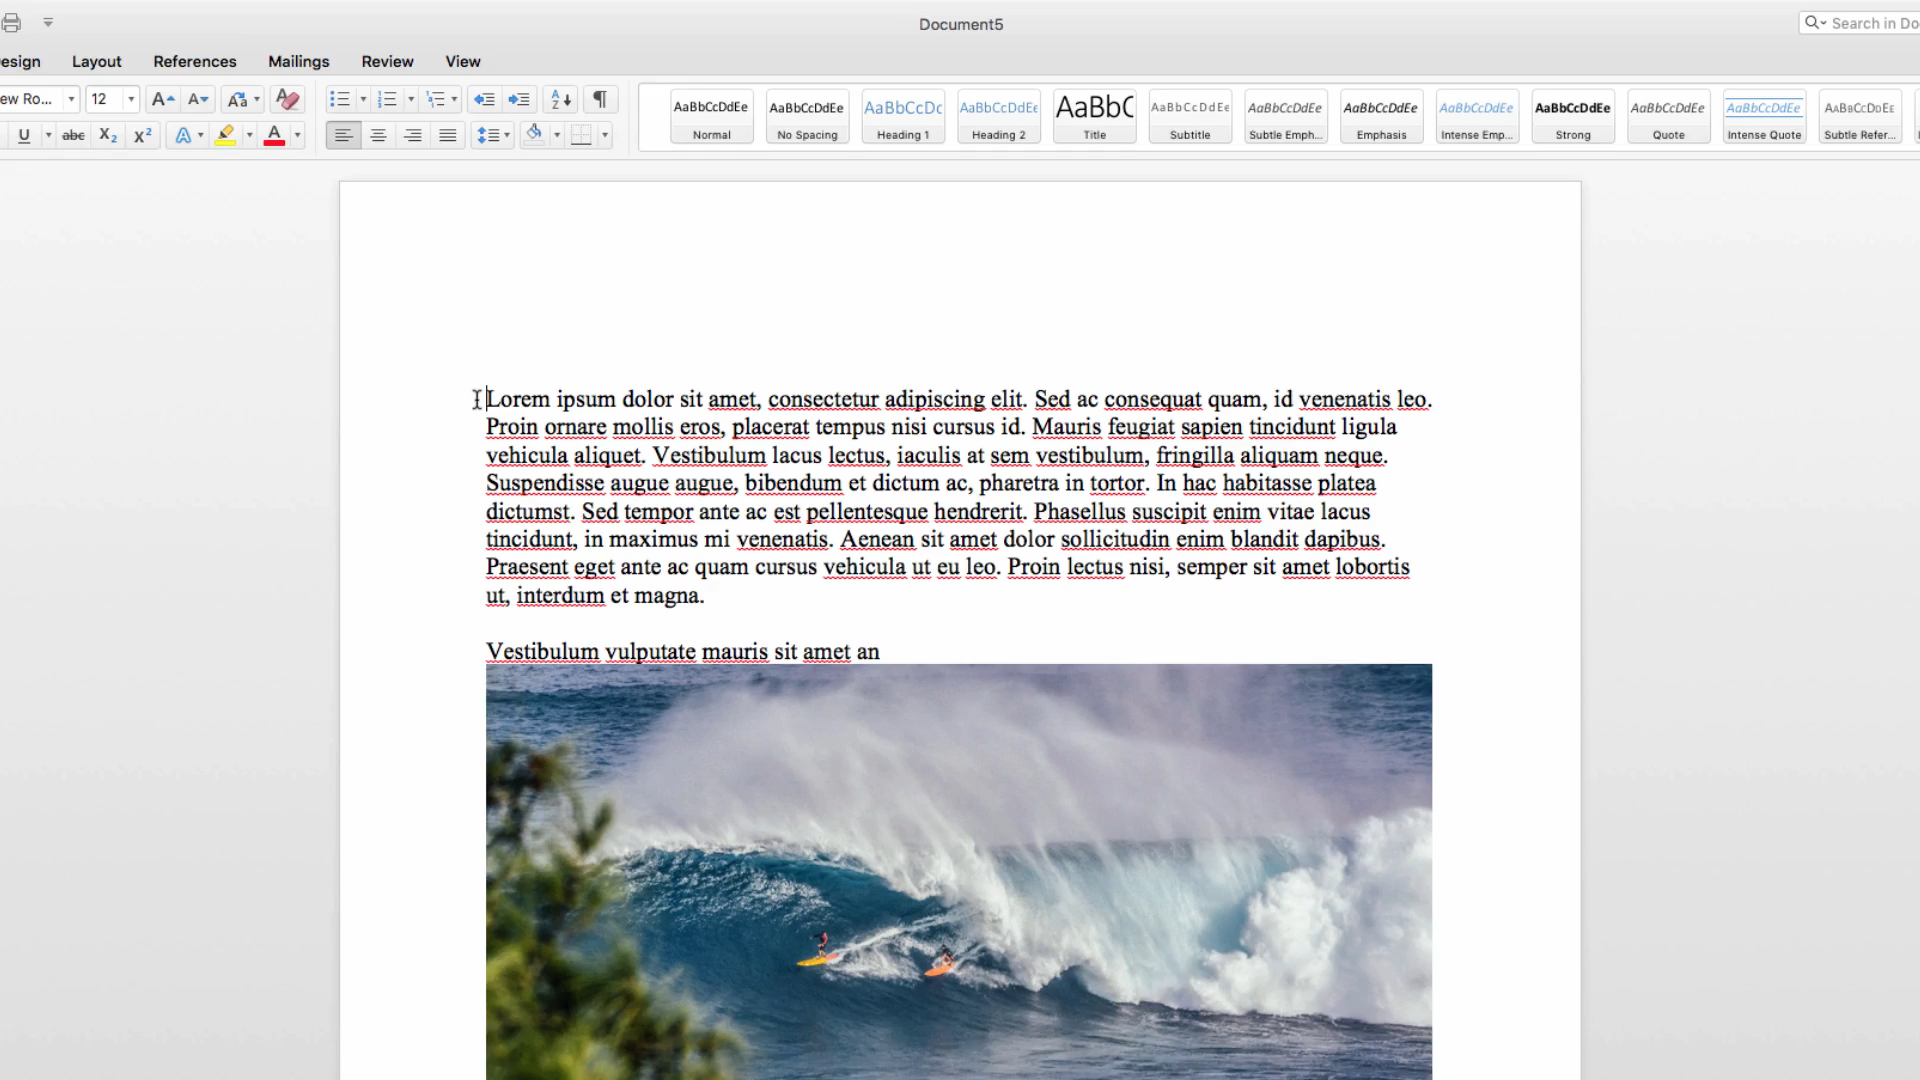 Document5
Search in Do
esign Layout References Mailings Review View
ew Ro... 12 A A Aa A A Z ¶
U abc X2 X2 A A
AaBbCcDdEe AaBbCcDdEe AaBbCcDc AaBbCcDdEe AaBbC AaBbCcDdEe AaBbCcDdEe AaBbCcDdEe AaBbCcDdEe AaBbCcDdEe AaBbCcDdEe AaBbCcDdEe AaBbCcDdEe
Normal No Spacing Heading 1 Heading 2 Title Subtitle Subtle Emph... Emphasis Intense Emp... Strong Quote Intense Quote Subtle Refer...
Lorem ipsum dolor sit amet, consectetur adipiscing elit. Sed ac consequat quam, id venenatis leo.
Proin ornare mollis eros, placerat tempus nisi cursus id. Mauris feugiat sapien tincidunt ligula
vehicula aliquet. Vestibulum lacus lectus, iaculis at sem vestibulum, fringilla aliquam neque.
Suspendisse augue augue, bibendum et dictum ac, pharetra in tortor. In hac habitasse platea
dictumst. Sed tempor ante ac est pellentesque hendrerit. Phasellus suscipit enim vitae lacus
tincidunt, in maximus mi venenatis. Aenean sit amet dolor sollicitudin enim blandit dapibus.
Praesent eget ante ac quam cursus vehicula ut eu leo. Proin lectus nisi, semper sit amet lobortis
ut, interdum et magna.
Vestibulum vulputate mauris sit amet an